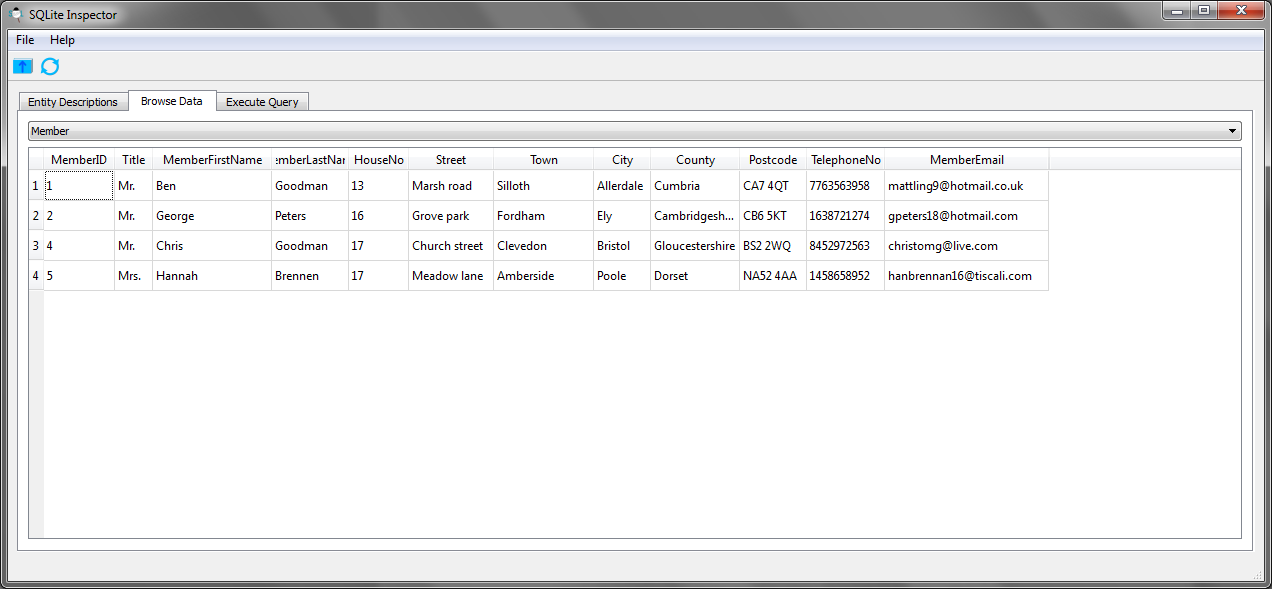 SQLite Inspector
File Help
Entity Descriptions Browse Data Execute Query
Member
MemberID Title MemberFirstName emberLastNar HouseNo Street Town City County Postcode TelephoneNo MemberEmail
1 1 Mr. Ben Goodman 13 Marsh road Silloth Allerdale Cumbria CA7 4QT 7763563958 mattling9@hotmail.co.uk
2 2 Mr. George Peters 16 Grove park Fordham Ely Cambridgesh... CB6 5KT 1638721274 gpeters18@hotmail.com
3 4 Mr. Chris Goodman 17 Church street Clevedon Bristol Gloucestershire BS2 2WQ 8452972563 christomg@live.com
4 5 Mrs. Hannah Brennen 17 Meadow lane Amberside Poole Dorset NA52 4AA 1458658952 hanbrennan16@tiscali.com